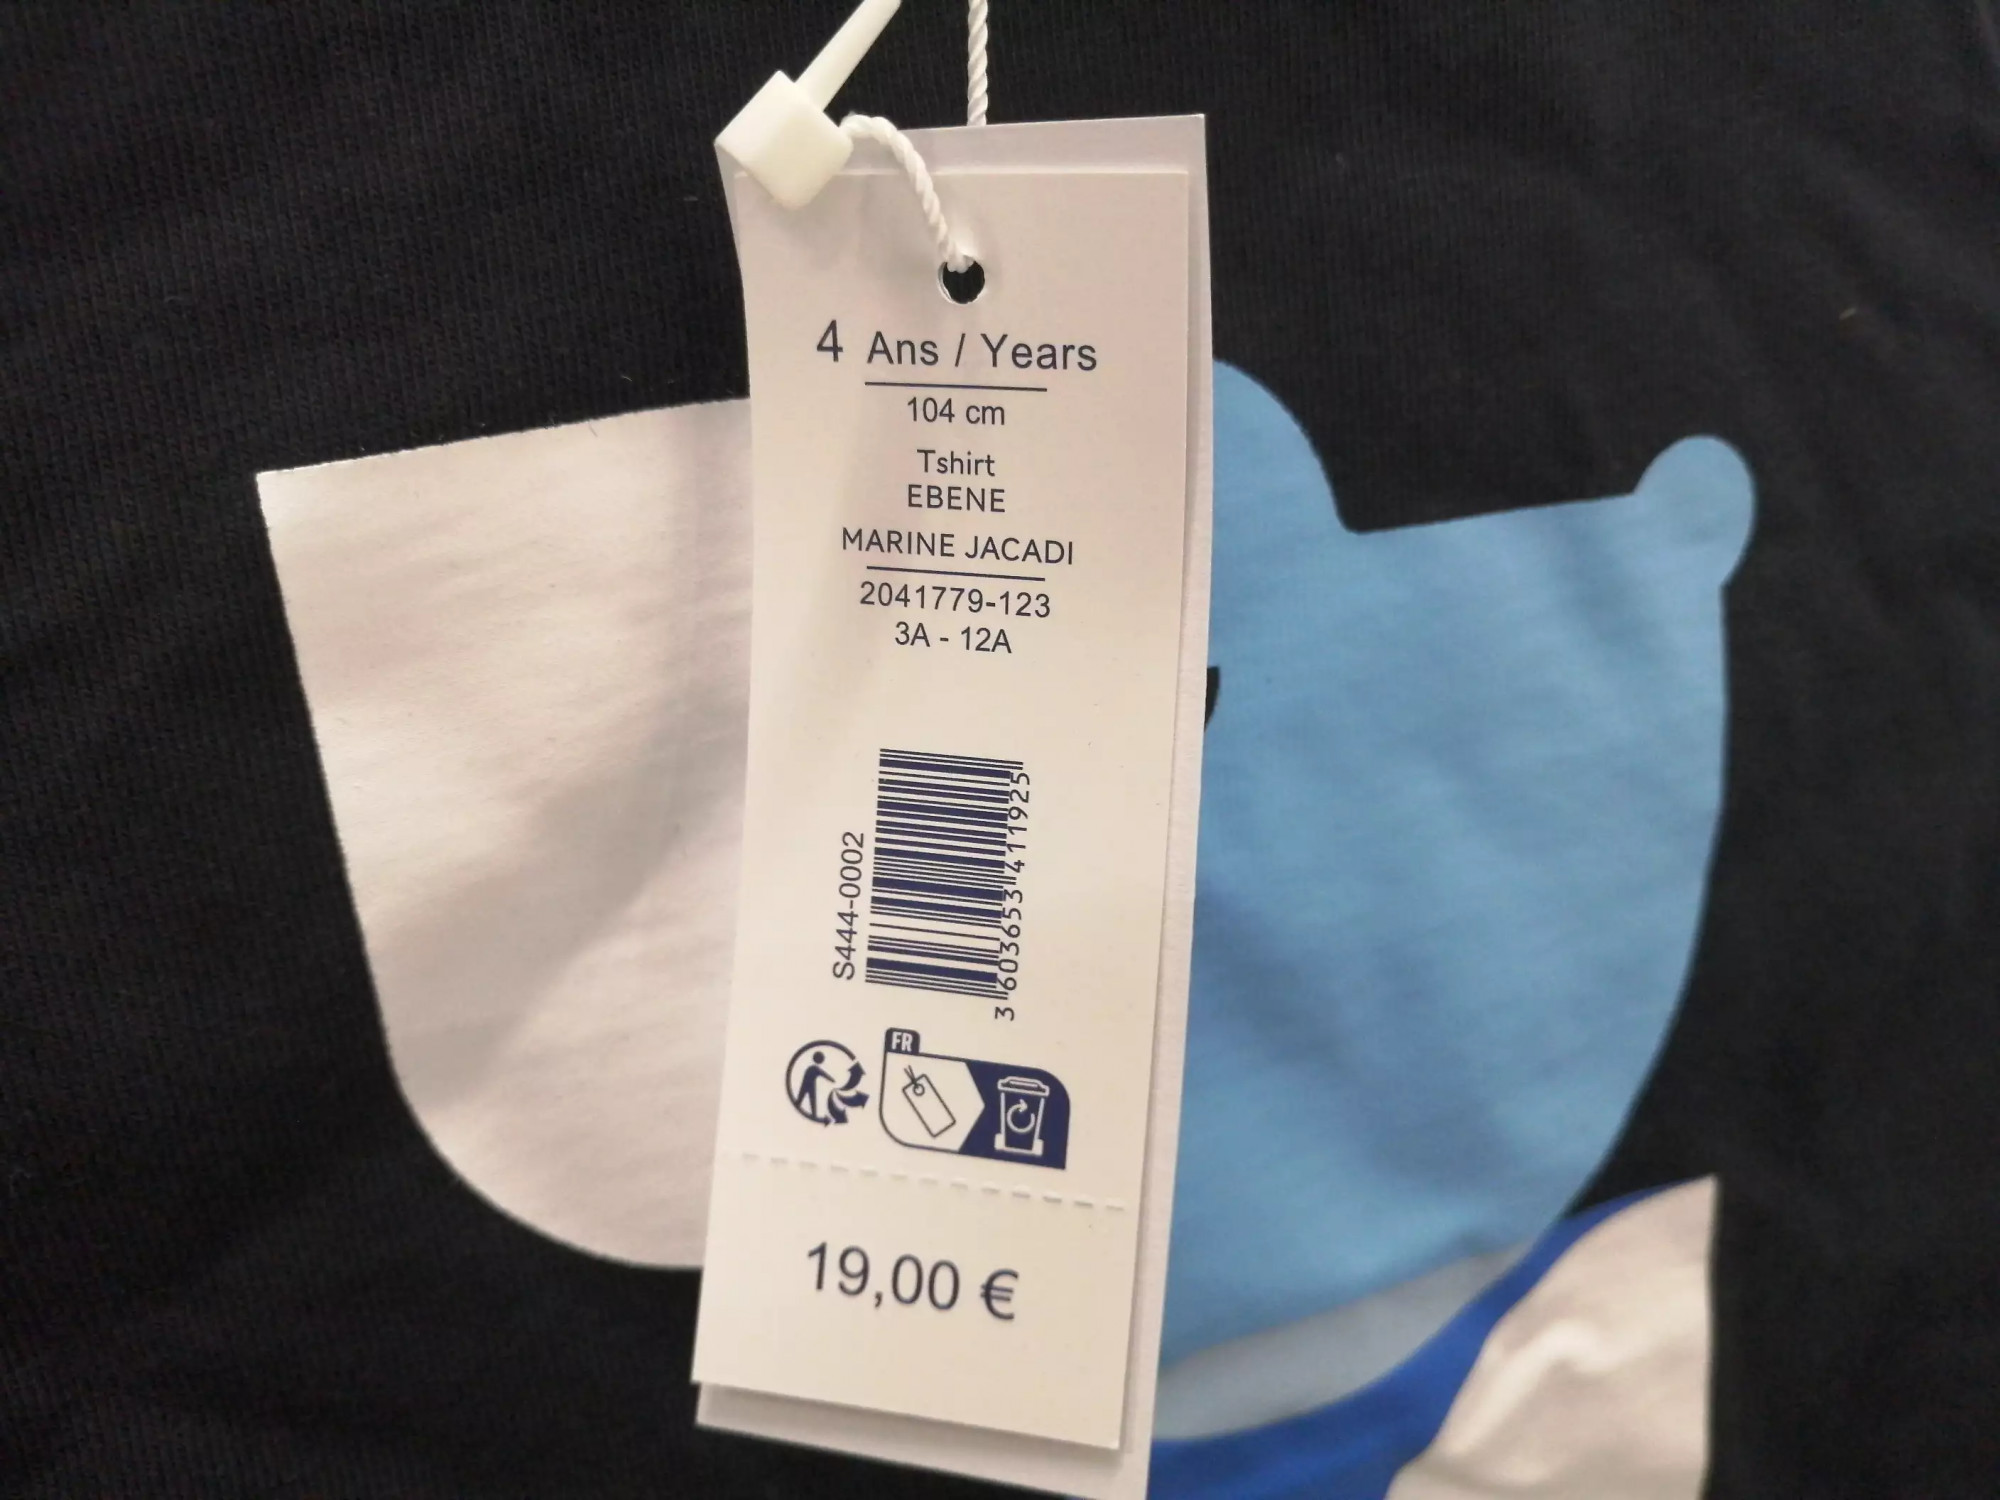 4 Ans / Years
104 cm
Tshirt
EBENE
MARINE JACADI
2041779-123
3A - 12A
S444-0002
3 603653 411925
FR
19,00 €